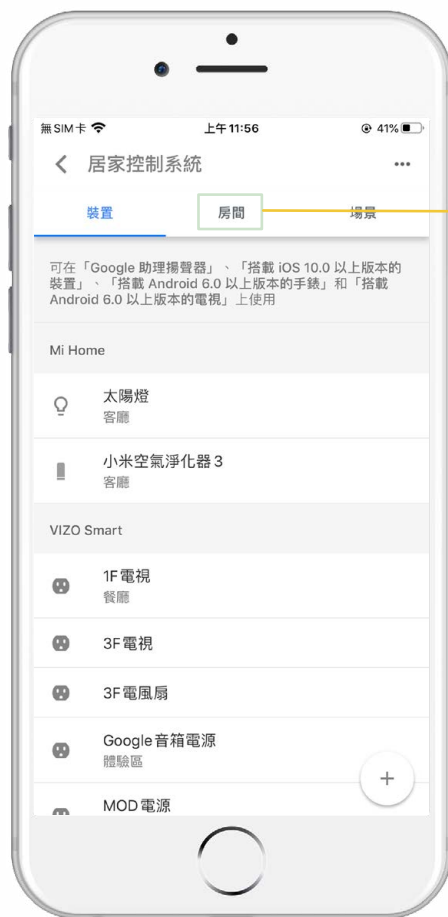 無SIM卡 上午11:56 41%
居家控制系統 ...
裝置 房間 場景
可在「Google 助理揚聲器」、「搭載 iOS 10.0 以上版本的
裝置」、「搭載 Android 6.0 以上版本的手錶」和「搭載
Android 6.0 以上版本的電視」上使用
Mi Home
太陽燈
客廳
小米空氣淨化器3
客廳
VIZO Smart
1F電視
餐廳
3F電視
3F電風扇
Google音箱電源
體驗區
+
MOD電源